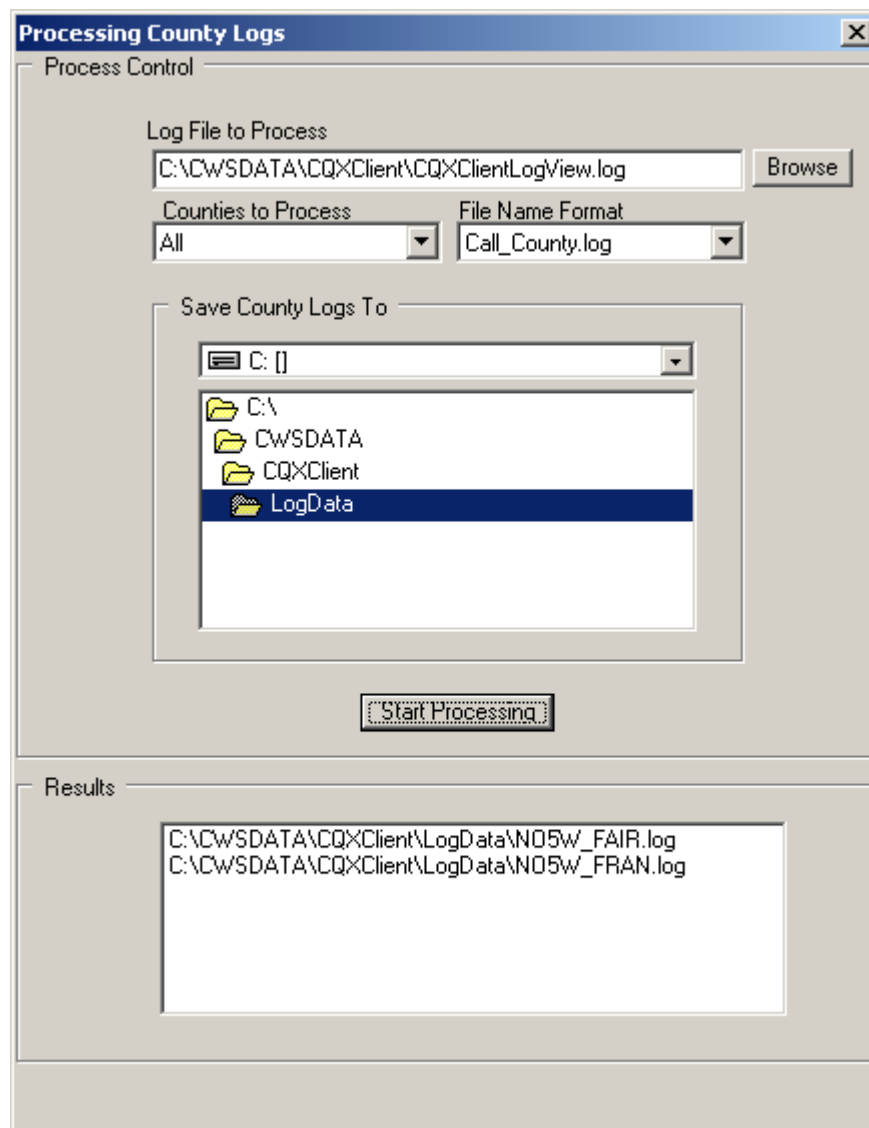 Processing County Logs
Process Control
Log File to Process
C:\CWSDATA\CQXClient\CQXClientLogView.log
Browse
Counties to Process
File Name Format
All
Call_County.log
Save County Logs To
C: []
C:\
CWSDATA
CQXClient
LogData
Start Processing
Results
C:\CWSDATA\CQXClient\LogData\NO5W_FAIR.log
C:\CWSDATA\CQXClient\LogData\NO5W_FRAN.log